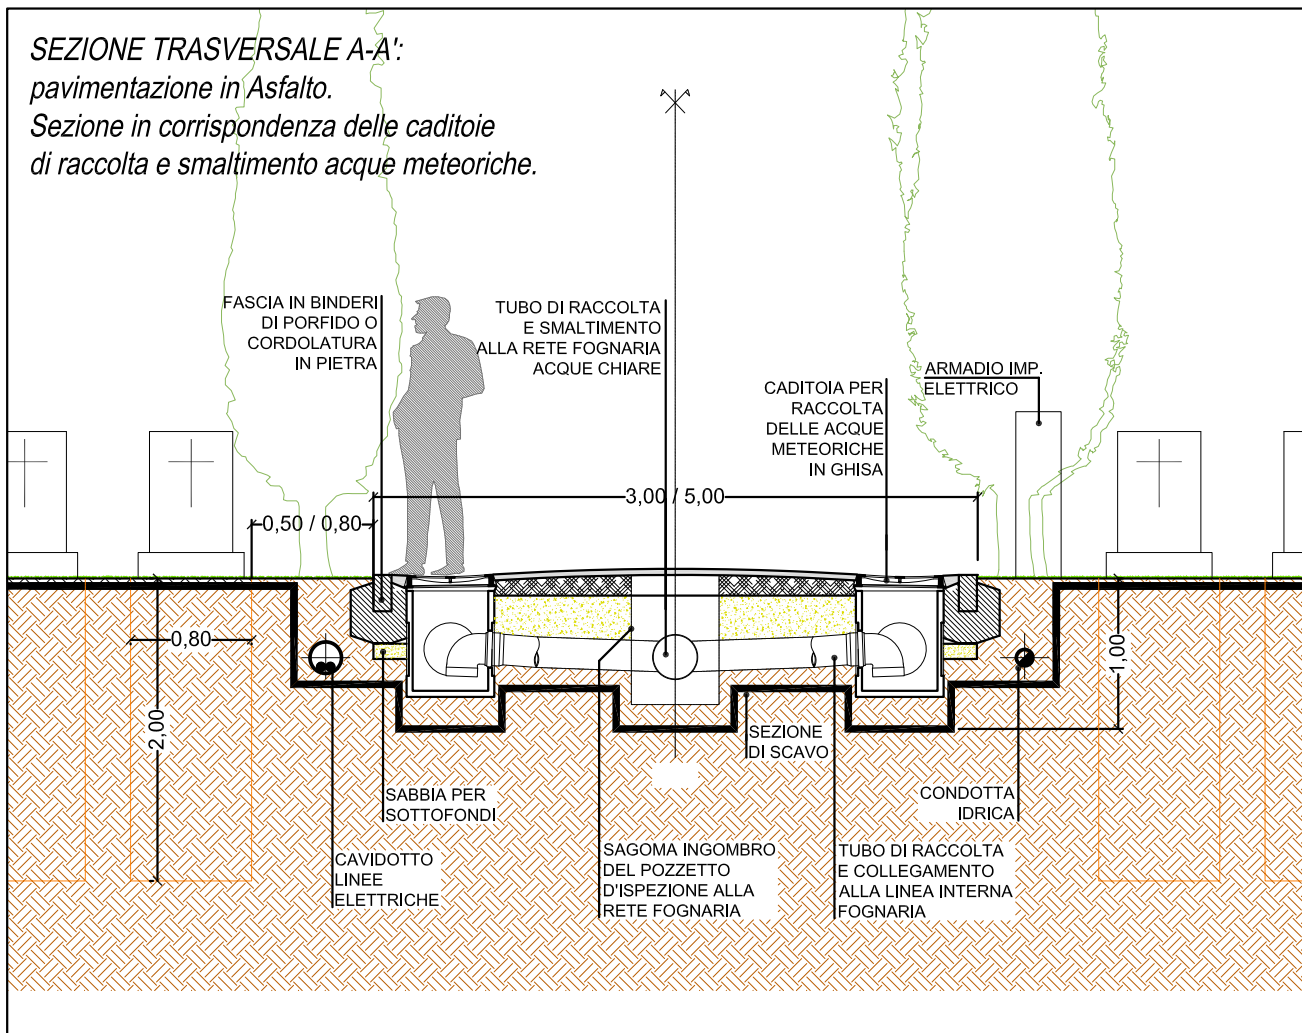 SEZIONE TRASVERSALE A-A':
pavimentazione in Asfalto.
Sezione in corrispondenza delle caditoie
di raccolta e smaltimento acque meteoriche.
FASCIA IN BINDERI
DI PORFIDO O
CORDOLATURA
IN PIETRA
TUBO DI RACCOLTA
E SMALTIMENTO
ALLA RETE FOGNARIA
ACQUE CHIARE
CADITOIA PER
RACCOLTA
DELLE ACQUE
METEORICHE
IN GHISA
ARMADIO IMP.
ELETTRICO
3,00 / 5,00
0,50 / 0,80
0,80
2,00
1,00
SEZIONE
DI SCAVO
SABBIA PER
SOTTOFONDI
CAVIDOTTO
LINEE
ELETTRICHE
SAGOMA INGOMBRO
DEL POZZETTO
D'ISPEZIONE ALLA
RETE FOGNARIA
TUBO DI RACCOLTA
E COLLEGAMENTO
ALLA LINEA INTERNA
FOGNARIA
CONDOTTA
IDRICA